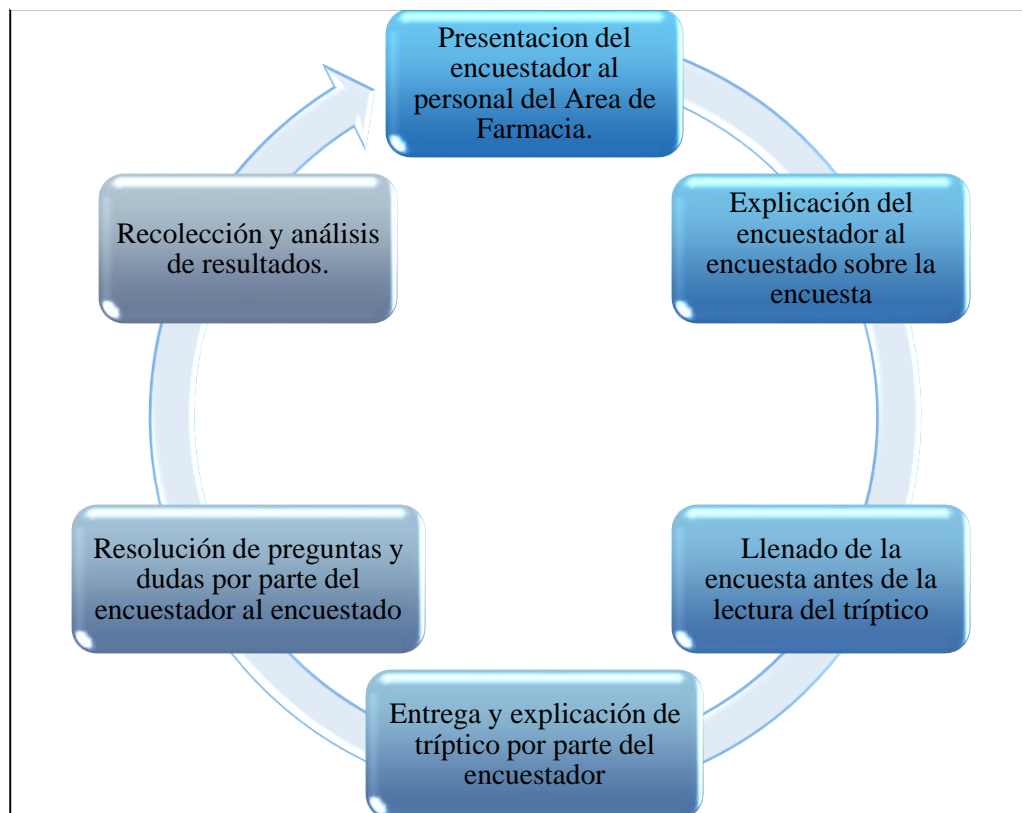 Presentacion del
encuestador al
personal del Area de
Farmacia.
Explicación del
encuestador al
encuestado sobre la
encuesta
Llenado de la
encuesta antes de la
lectura del tríptico
Entrega y explicación de
tríptico por parte del
encuestador
Resolución de preguntas y
dudas por parte del
encuestador al encuestado
Recolección y análisis
de resultados.